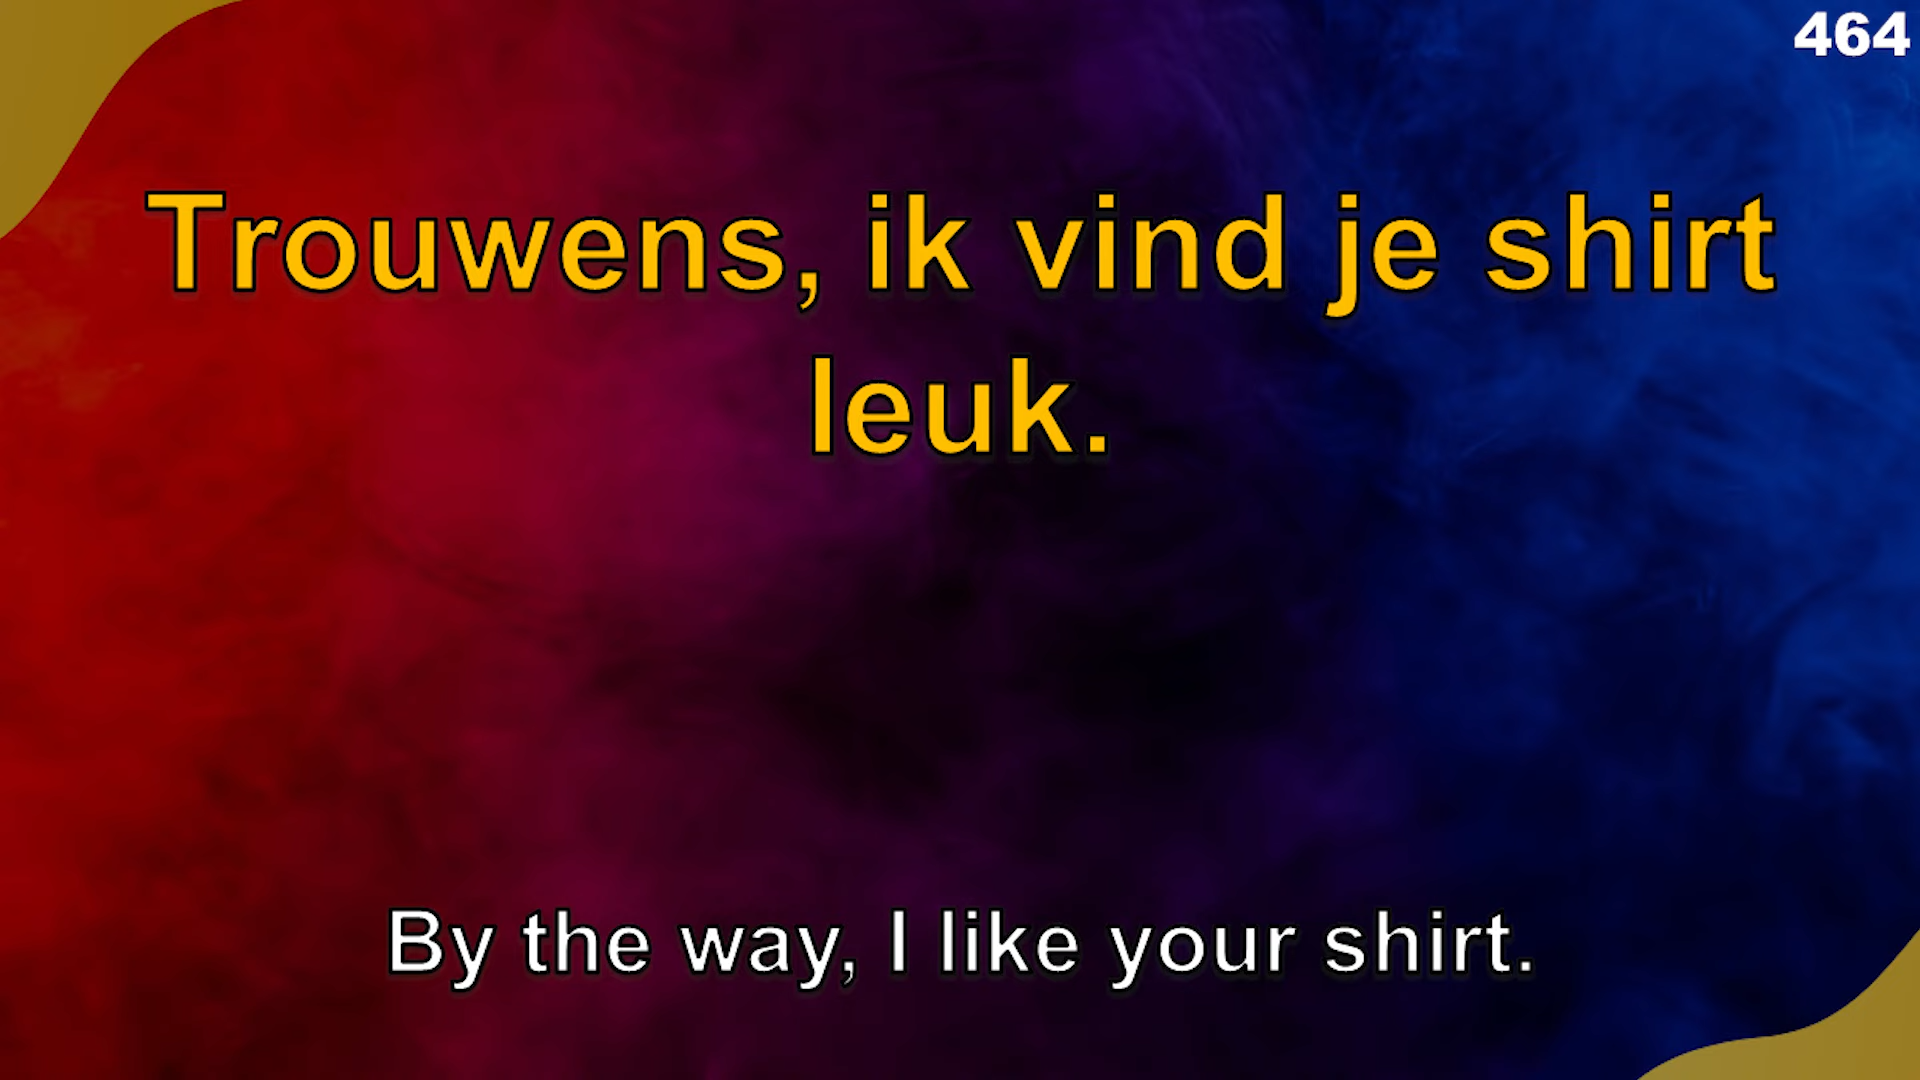 464
Trouwens, ik vind je shirt
leuk.
By the way, I like your shirt.